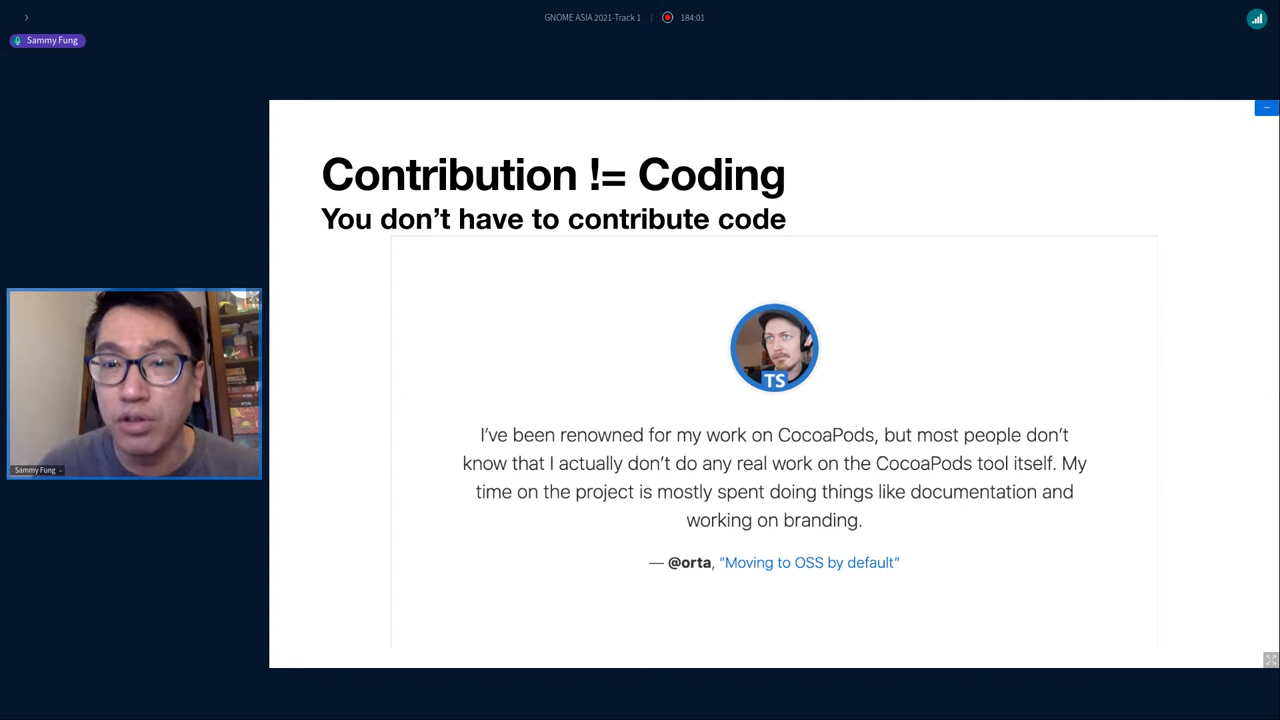 GNOME ASIA 2021-Track 1
184:01
Sammy Fung
Contribution != Coding
You don’t have to contribute code
TS
I’ve been renowned for my work on CocoaPods, but most people don’t
know that I actually don’t do any real work on the CocoaPods tool itself. My
time on the project is mostly spent doing things like documentation and
working on branding.
— @orta, “Moving to OSS by default”
Sammy Fung